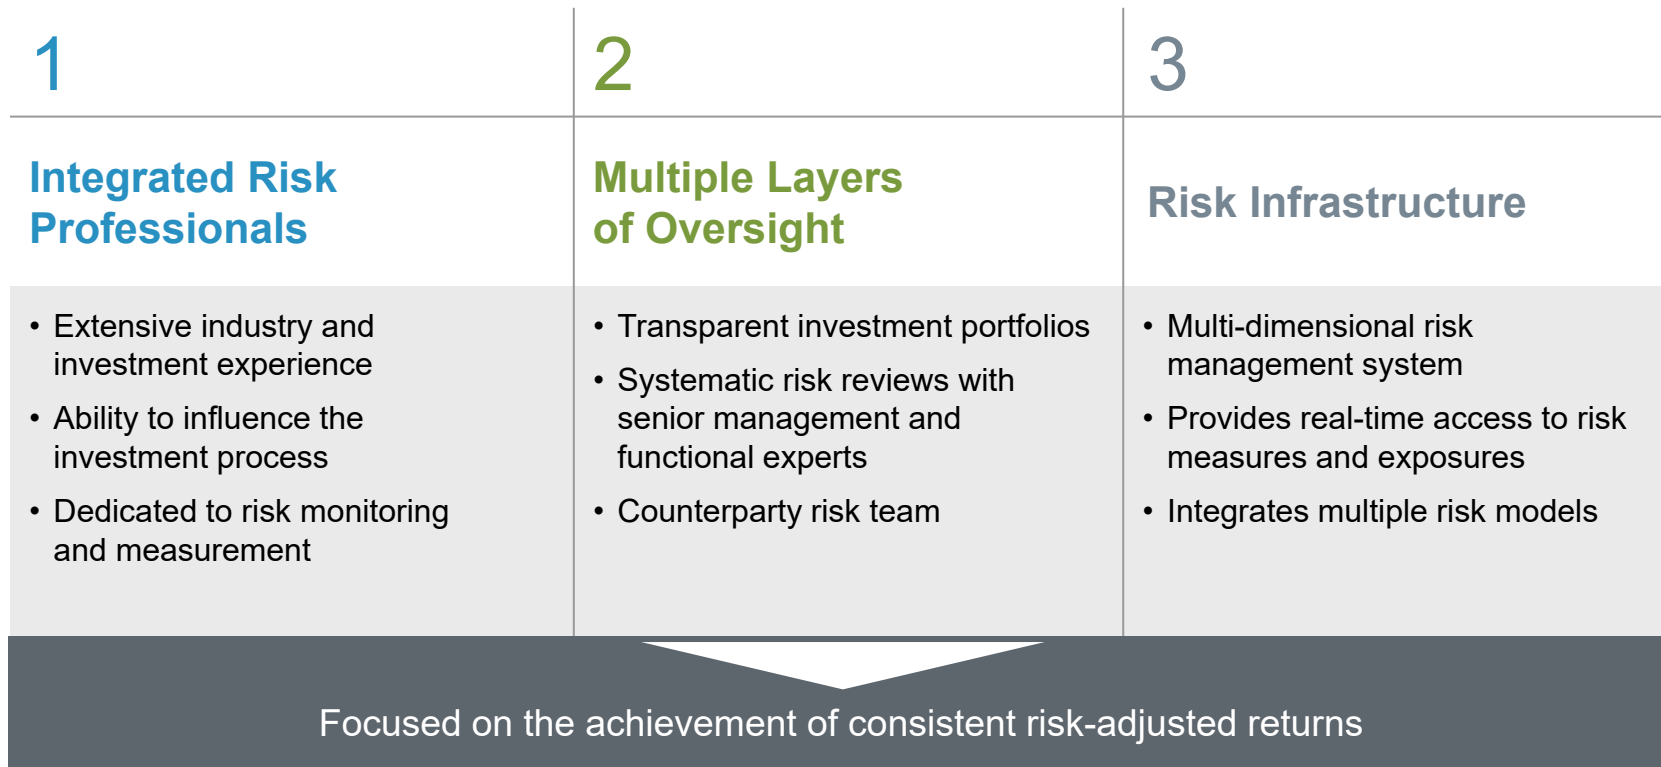 1
Integrated Risk
Professionals
• Extensive industry and
investment experience
• Ability to influence the
investment process
• Dedicated to risk monitoring
and measurement
2
Multiple Layers
of Oversight
• Transparent investment portfolios
• Systematic risk reviews with
senior management and
functional experts
• Counterparty risk team
3
Risk Infrastructure
• Multi-dimensional risk
management system
• Provides real-time access to risk
measures and exposures
• Integrates multiple risk models
Focused on the achievement of consistent risk-adjusted returns